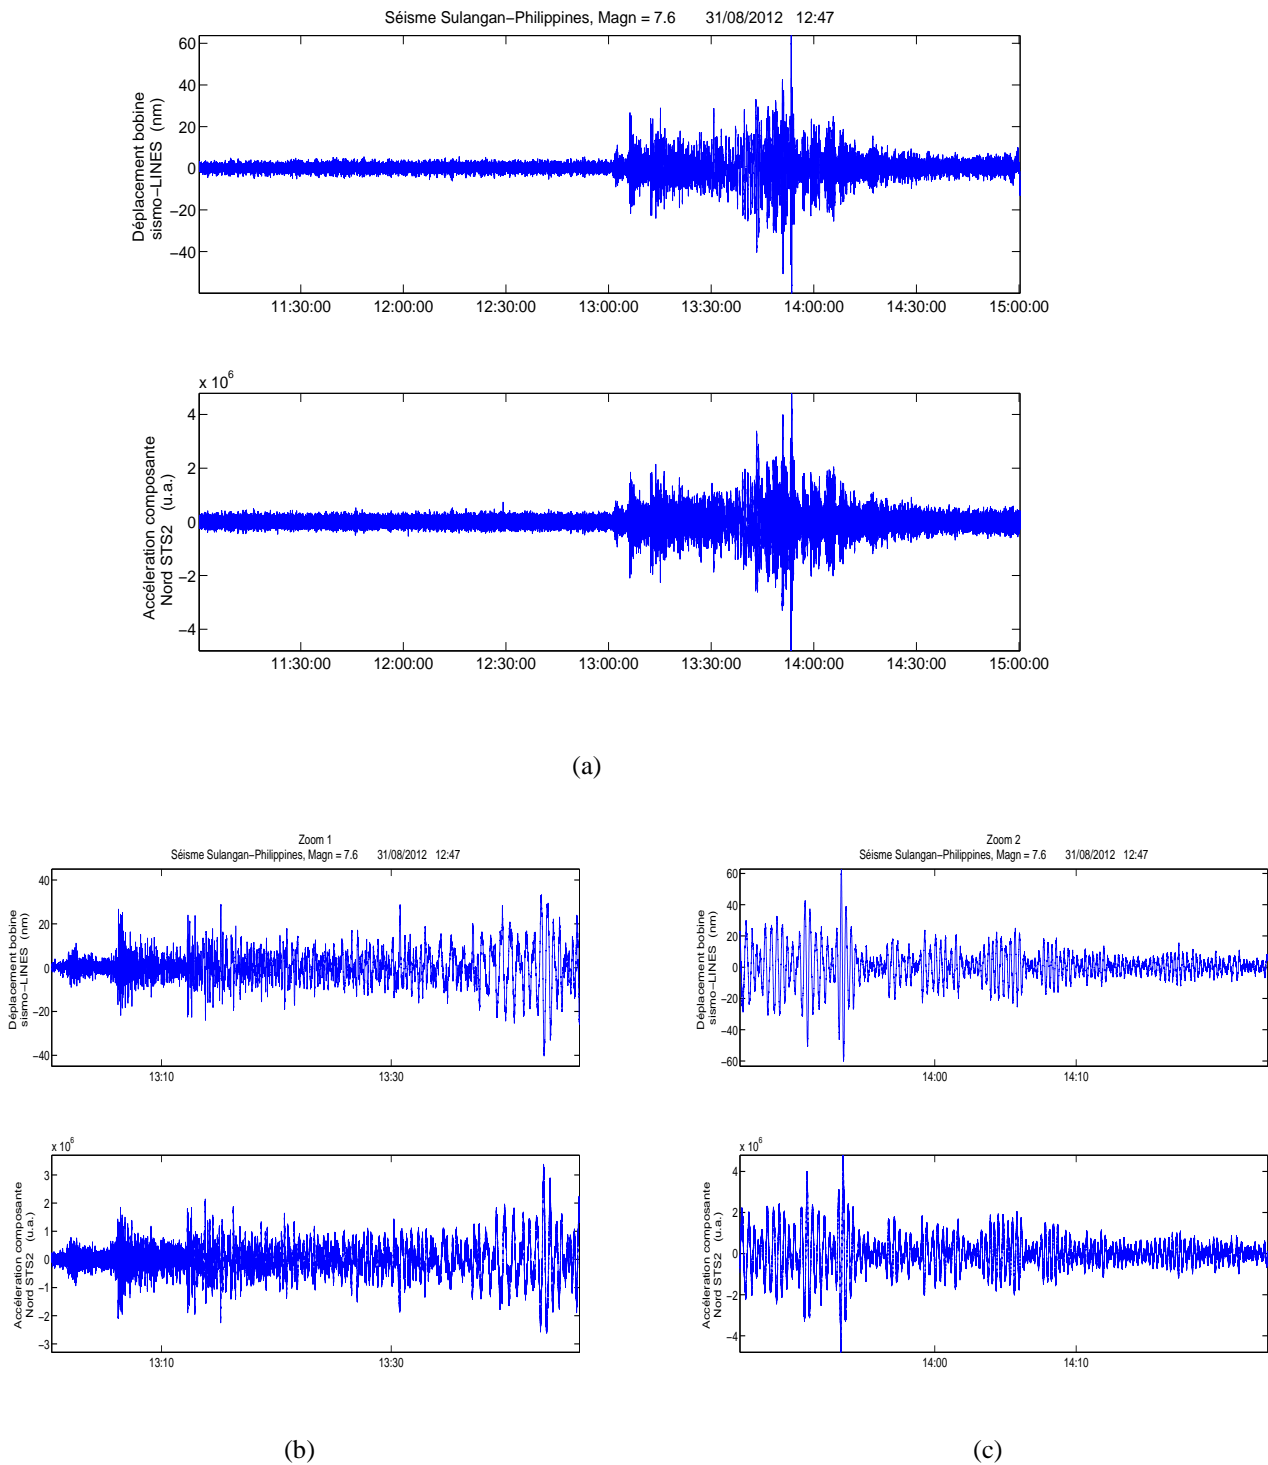 Séisme Sulangan−Philippines, Magn = 7.6 31/08/2012 12:47
Déplacement bobine
sismo−LINES (nm)
60
40
20
0
−20
−40
11:30:00 12:00:00 12:30:00 13:00:00 13:30:00 14:00:00 14:30:00 15:00:00
x 10^6
Accéleration composante
Nord STS2 (u.a.)
4
2
0
−2
−4
11:30:00 12:00:00 12:30:00 13:00:00 13:30:00 14:00:00 14:30:00 15:00:00
(a)
Zoom 1
Séisme Sulangan−Philippines, Magn = 7.6 31/08/2012 12:47
Déplacement bobine
sismo−LINES (nm)
40
20
0
−20
−40
13:10 13:30
x 10^6
Accéleration composante
Nord STS2 (u.a.)
3
2
1
0
−1
−2
−3
13:10 13:30
(b)
Zoom 2
Séisme Sulangan−Philippines, Magn = 7.6 31/08/2012 12:47
Déplacement bobine
sismo−LINES (nm)
60
40
20
0
−20
−40
−60
14:00 14:10
x 10^6
Accéleration composante
Nord STS2 (u.a.)
4
2
0
−2
−4
14:00 14:10
(c)